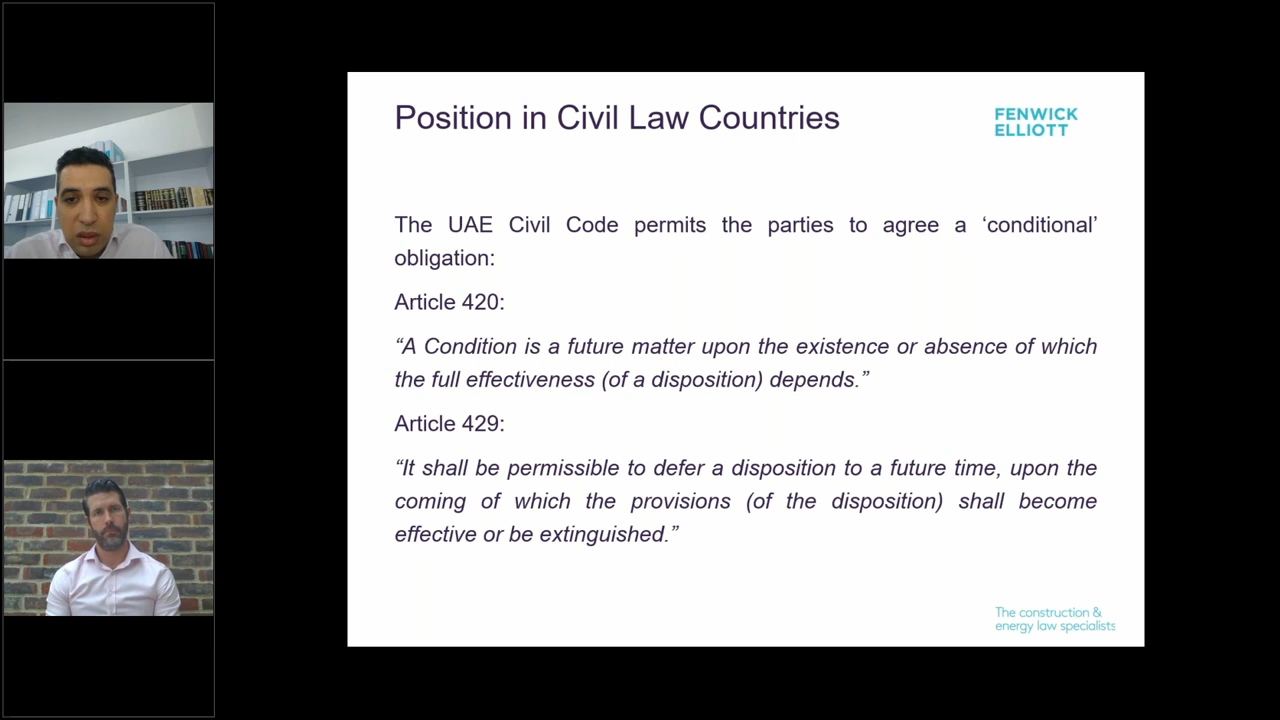 Position in Civil Law Countries
FENWICK
ELLIOTT
The UAE Civil Code permits the parties to agree a ‘conditional’
obligation:
Article 420:
“A Condition is a future matter upon the existence or absence of which
the full effectiveness (of a disposition) depends.”
Article 429:
“It shall be permissible to defer a disposition to a future time, upon the
coming of which the provisions (of the disposition) shall become
effective or be extinguished.”
The construction &
energy law specialists